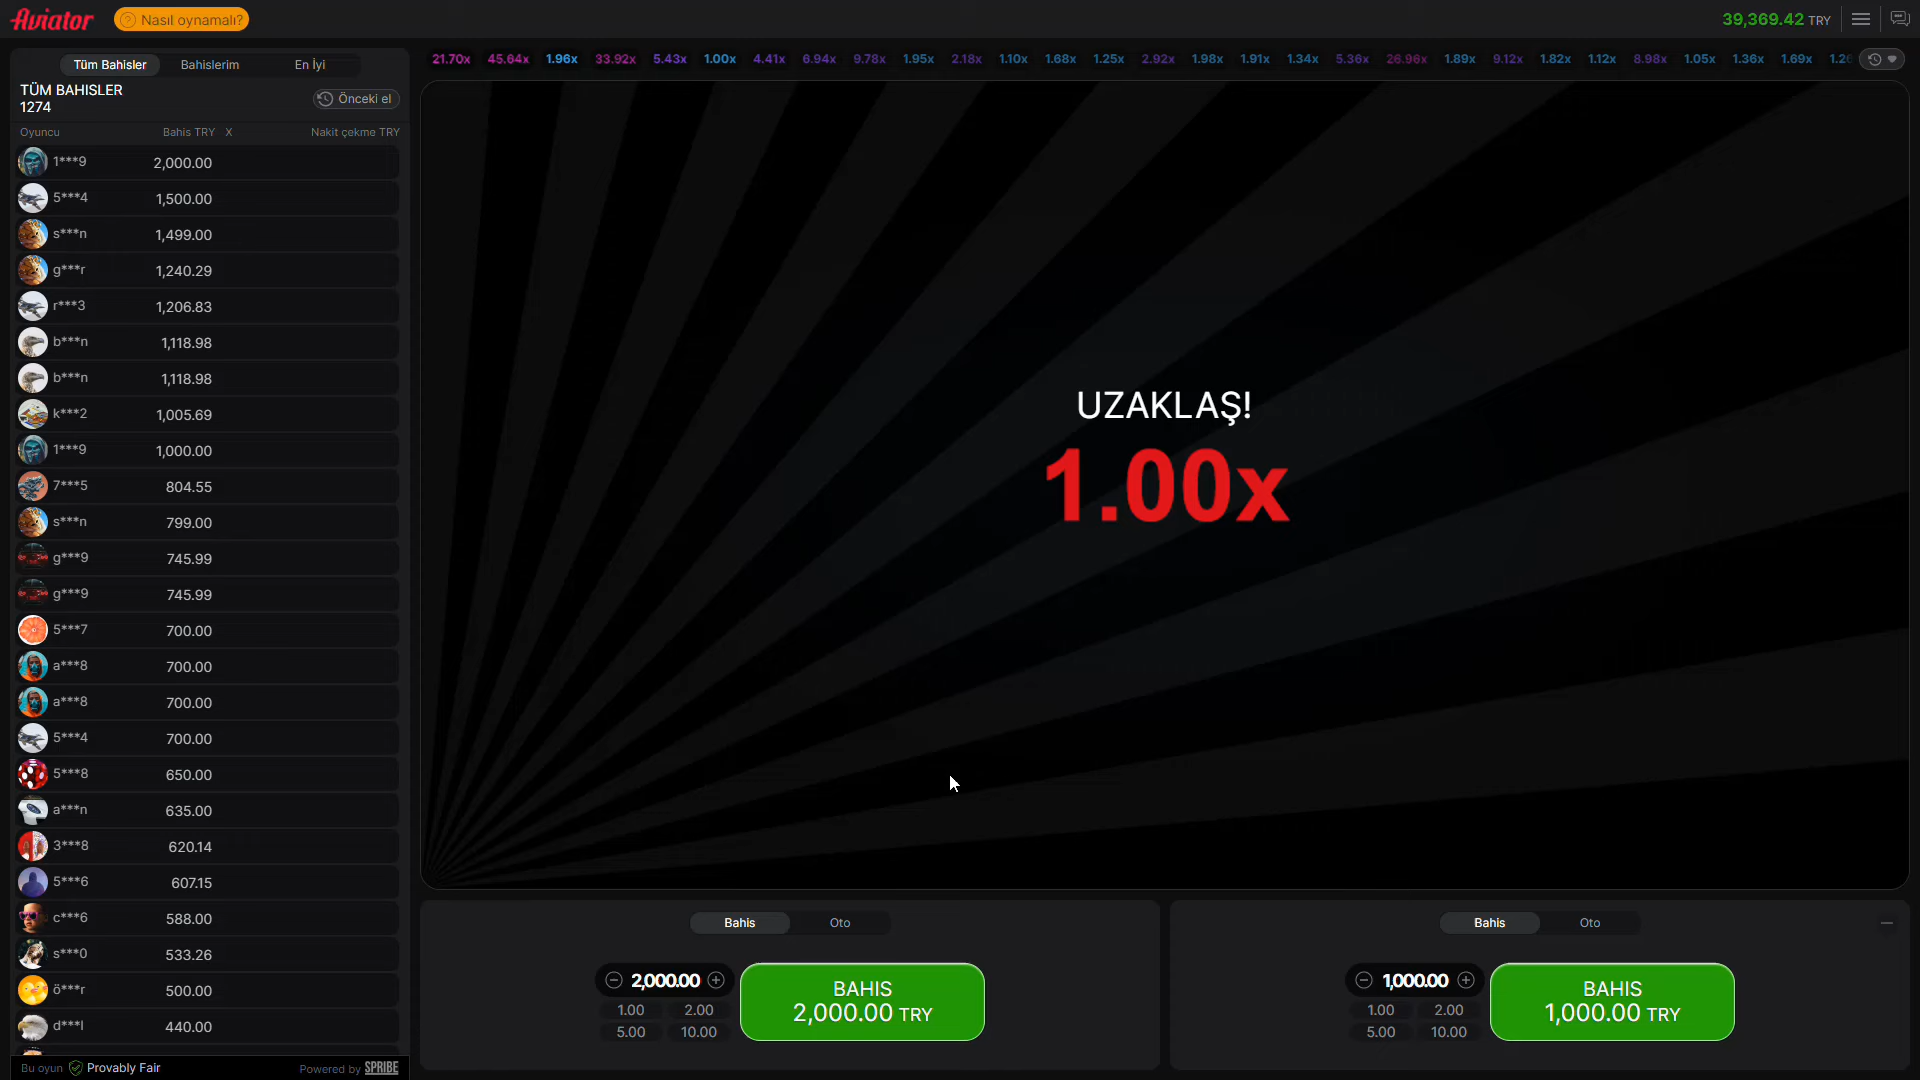 Aviator
? Nasıl oynamalı?
39,369.42 TRY
Tüm Bahisler Bahislerim En İyi
21.70x 45.64x 1.96x 33.92x 5.43x 1.00x 4.41x 6.94x 9.78x 1.95x 2.18x 1.10x 1.68x 1.25x 2.92x 1.98x 1.91x 1.34x 5.36x 26.96x 1.89x 9.12x 1.82x 1.12x 8.98x 1.05x 1.36x 1.69x
TÜM BAHISLER
1274
Önceki el
Oyuncu Bahis TRY X Nakit çekme TRY
1***9 2,000.00
5***4 1,500.00
s***n 1,499.00
g***r 1,240.29
r***3 1,206.83
b***n 1,118.98
b***n 1,118.98
k***2 1,005.69
1***9 1,000.00
7***5 804.55
s***n 799.00
g***9 745.99
g***9 745.99
5***7 700.00
a***8 700.00
a***8 700.00
5***4 700.00
5***8 650.00
a***n 635.00
3***8 620.14
5***6 607.15
c***6 588.00
s***0 533.26
ö***r 500.00
d***l 440.00
Bu oyun Provably Fair Powered by SPRIBE
UZAKLAŞ!
1.00x
Bahis Oto
2,000.00
1.00 2.00
5.00 10.00
BAHIS
2,000.00 TRY
Bahis Oto
1,000.00
1.00 2.00
5.00 10.00
BAHIS
1,000.00 TRY